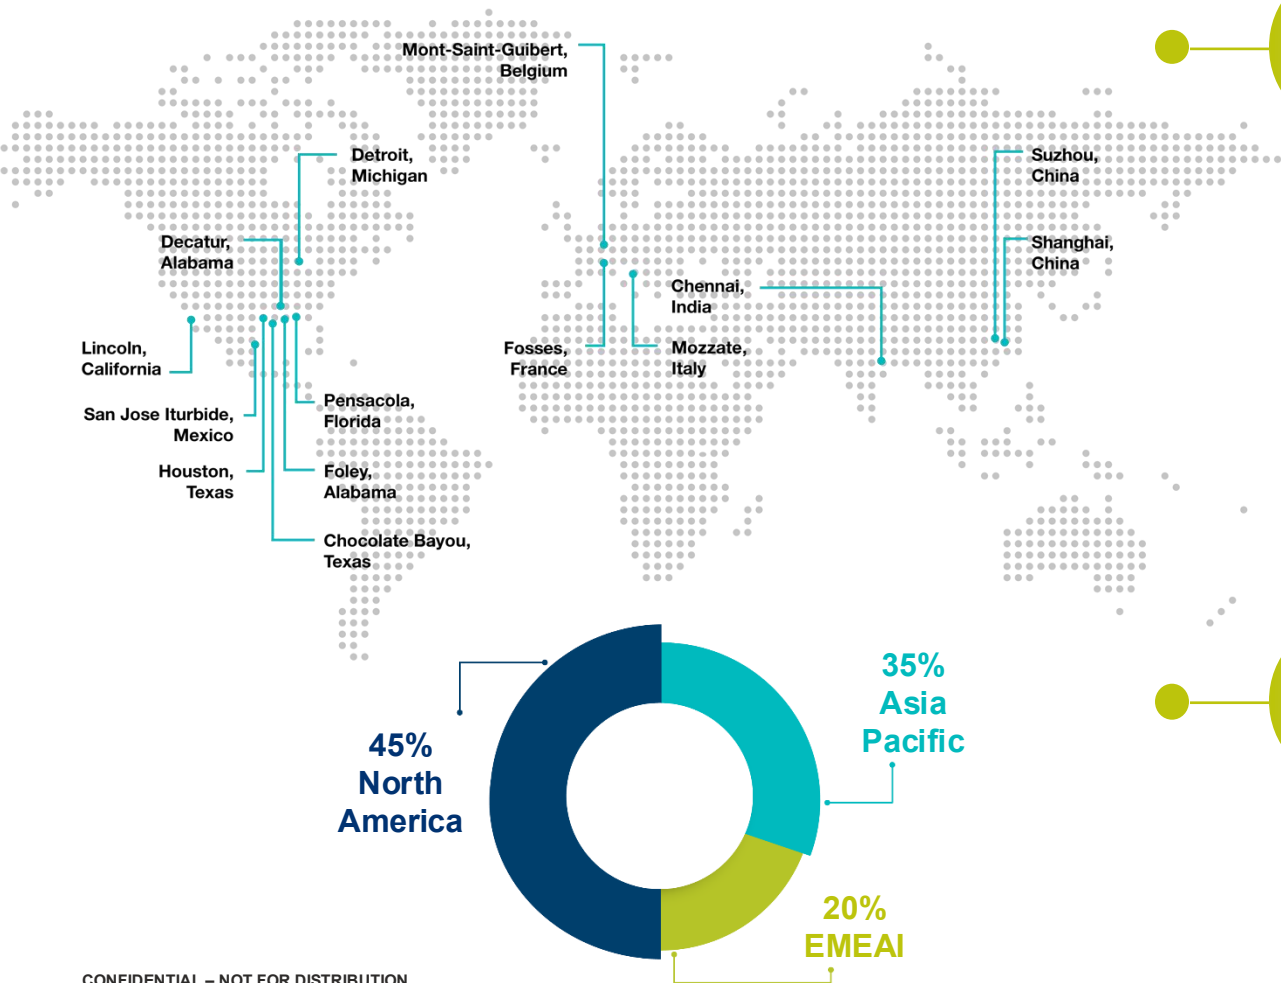 Mont-Saint-Guibert,
Belgium
Detroit,
Michigan
Suzhou,
China
Decatur,
Alabama
Shanghai,
China
Chennai,
India
Lincoln,
California
Fosses,
France
Mozzate,
Italy
San Jose Iturbide,
Mexico
Pensacola,
Florida
Houston,
Texas
Foley,
Alabama
Chocolate Bayou,
Texas
35%
Asia
Pacific
45%
North
America
20%
EMEAI
CONFIDENTIAL – NOT FOR DISTRIBUTION